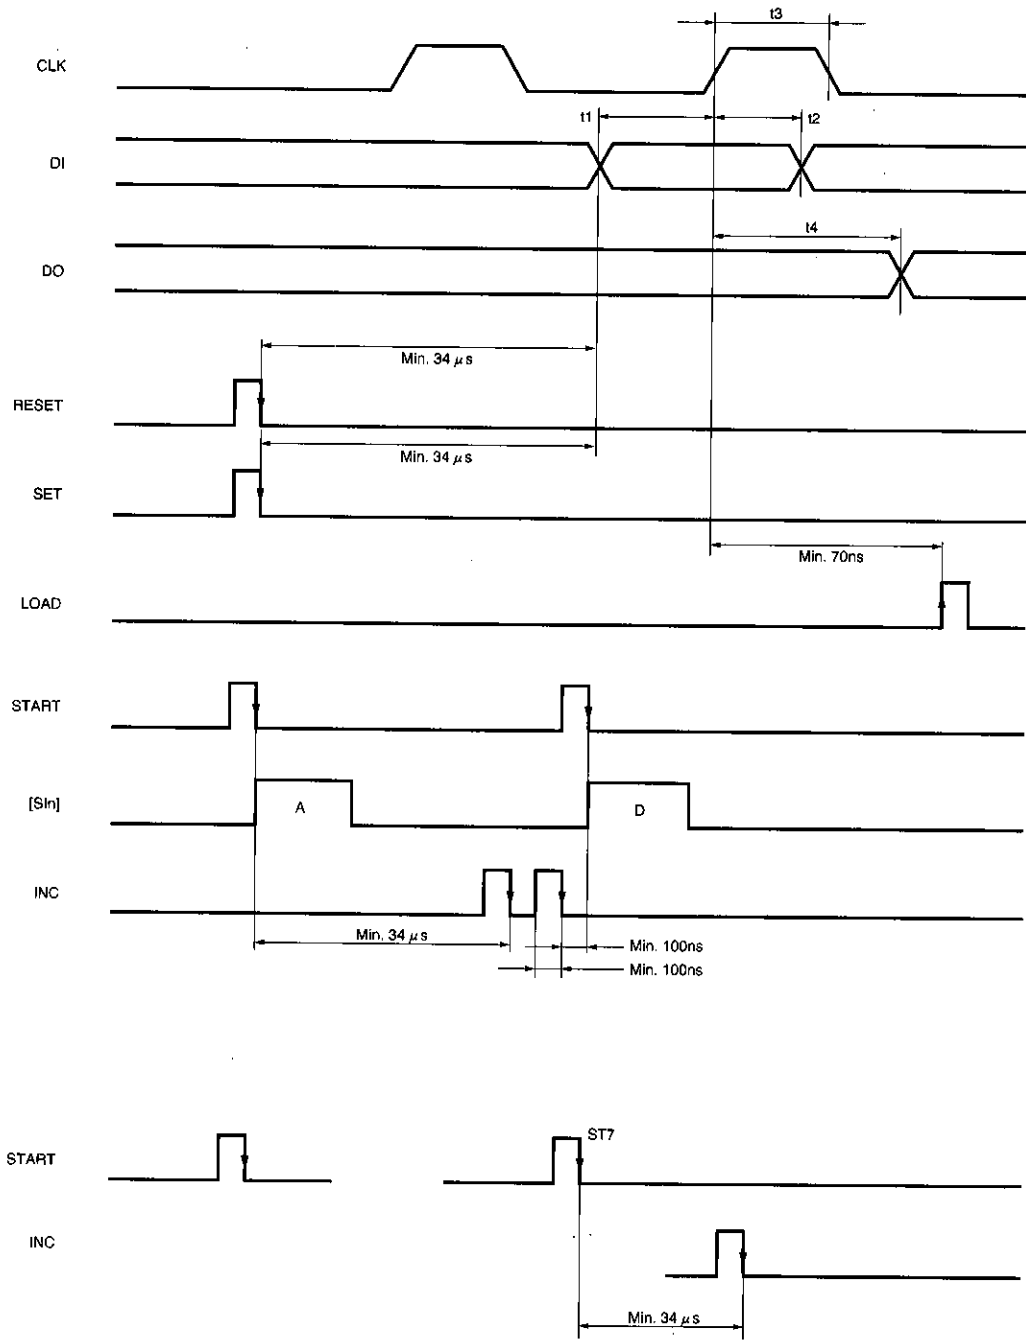 t3
CLK
t1
t2
DI
t4
DO
Min. 34 μs
RESET
Min. 34 μs
SET
Min. 70ns
LOAD
START
[SIn]
A
D
INC
Min. 34 μs
Min. 100ns
Min. 100ns
ST7
START
INC
Min. 34 μs